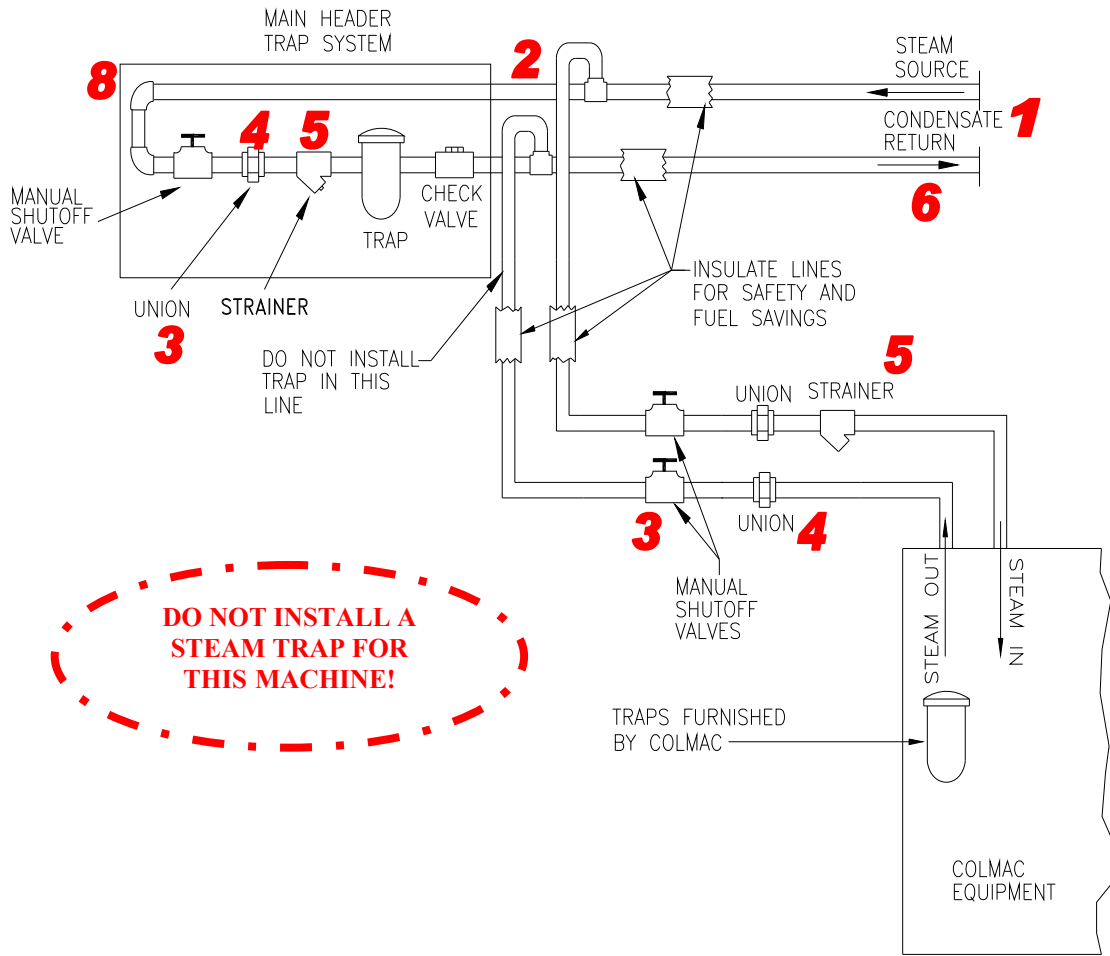 MAIN HEADER
TRAP SYSTEM
2
STEAM
SOURCE
8
1
CONDENSATE
RETURN
4
5
MANUAL
SHUTOFF
VALVE
CHECK
VALVE
TRAP
6
UNION
STRAINER
3
INSULATE LINES
FOR SAFETY AND
FUEL SAVINGS
DO NOT INSTALL
TRAP IN THIS
LINE
5
UNION
STRAINER
3
UNION
4
MANUAL
SHUTOFF
VALVES
STEAM OUT
STEAM IN
DO NOT INSTALL A
STEAM TRAP FOR
THIS MACHINE!
TRAPS FURNISHED
BY COLMAC
COLMAC
EQUIPMENT